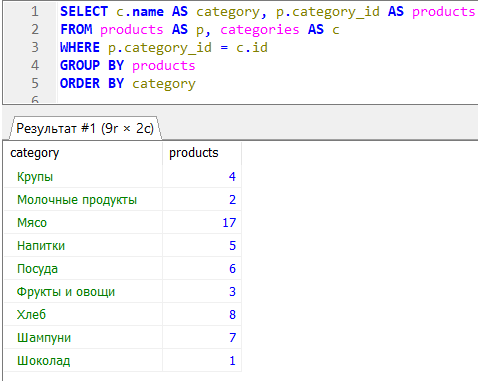 1 SELECT c.name AS category, p.category_id AS products
2 FROM products AS p, categories AS c
3 WHERE p.category_id = c.id
4 GROUP BY products
5 ORDER BY category
6
Результат #1 (9r × 2c)
category products
Крупы 4
Молочные продукты 2
Мясо 17
Напитки 5
Посуда 6
Фрукты и овощи 3
Хлеб 8
Шампуни 7
Шоколад 1